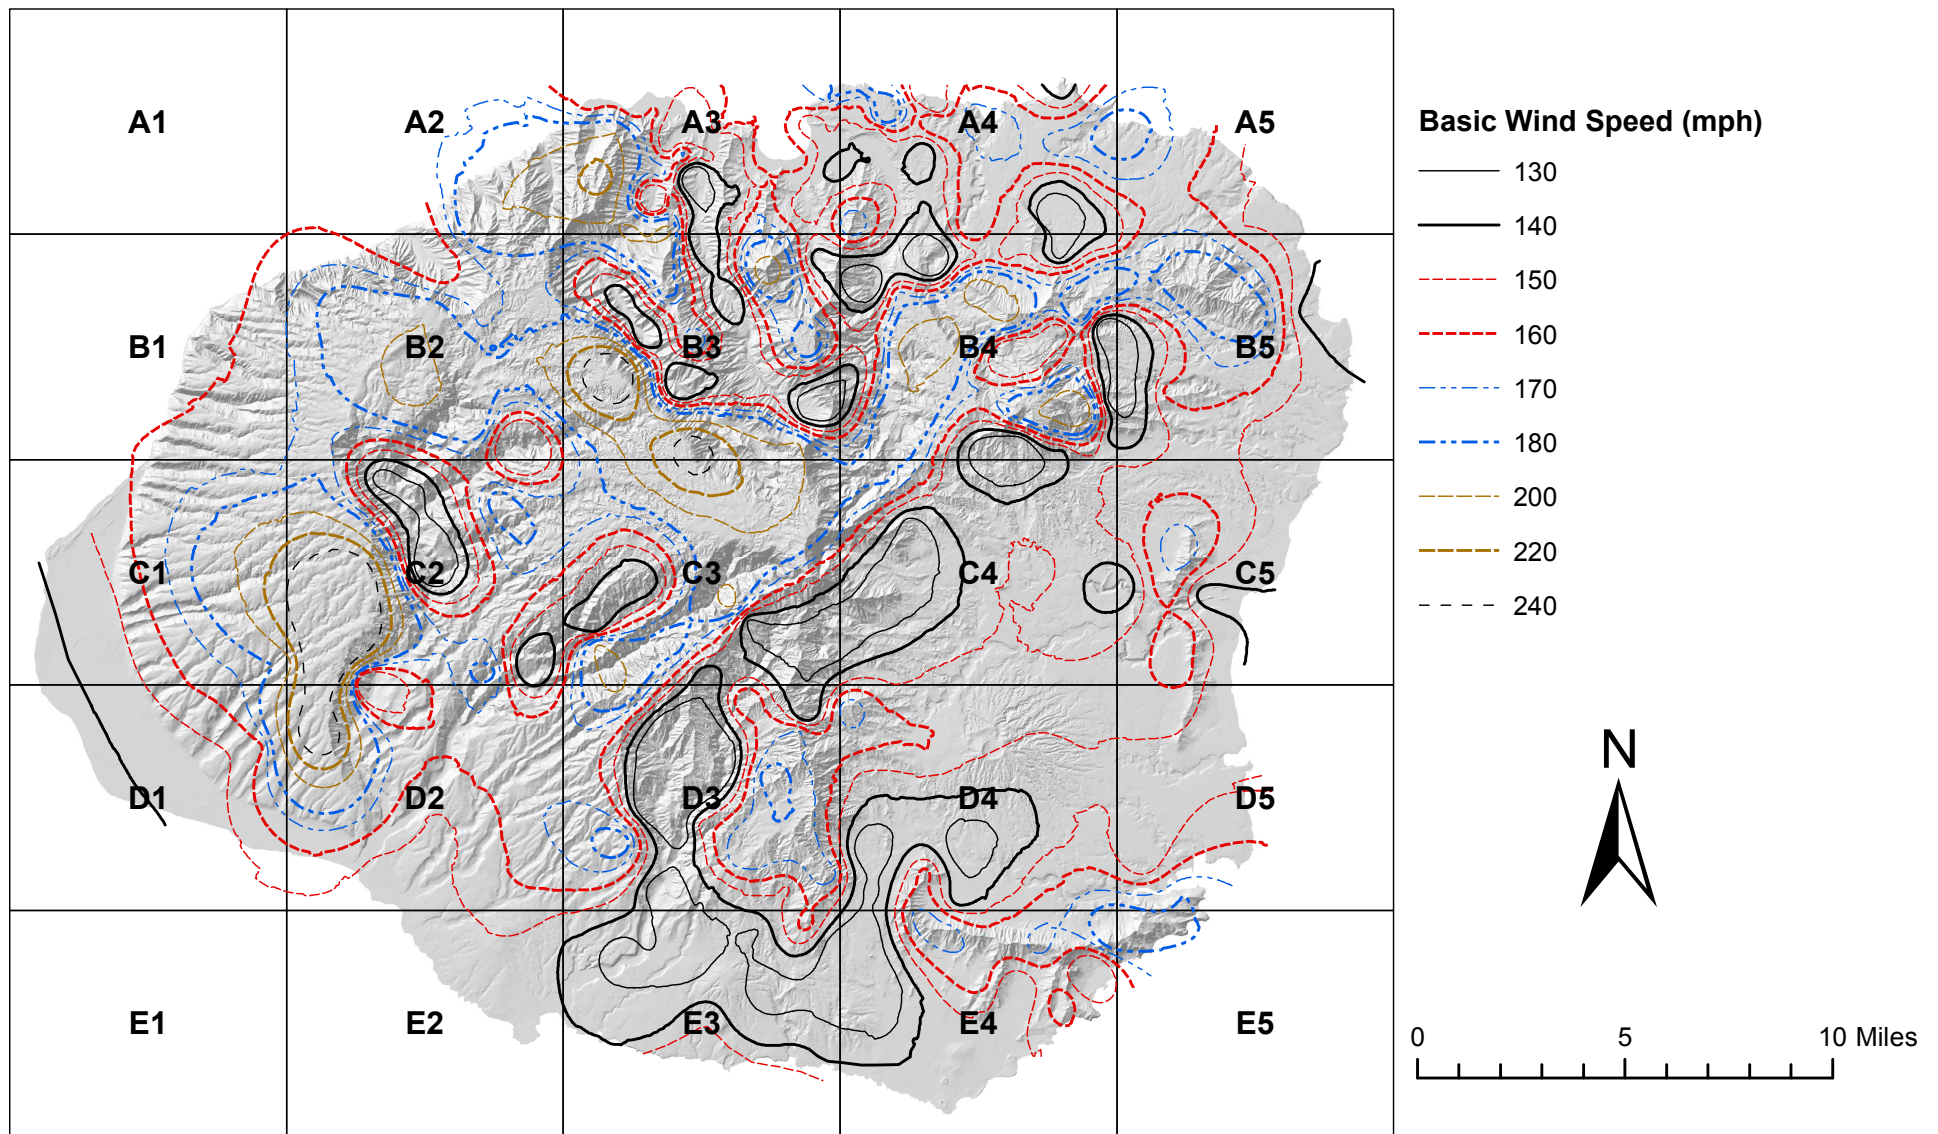 A1 A2 A3 A4 A5
B1 B2 B3 B4 B5
C1 C2 C3 C4 C5
D1 D2 D3 D4 D5
E1 E2 E3 E4 E5
Basic Wind Speed (mph)
130
140
150
160
170
180
200
220
240
N
0 5 10 Miles